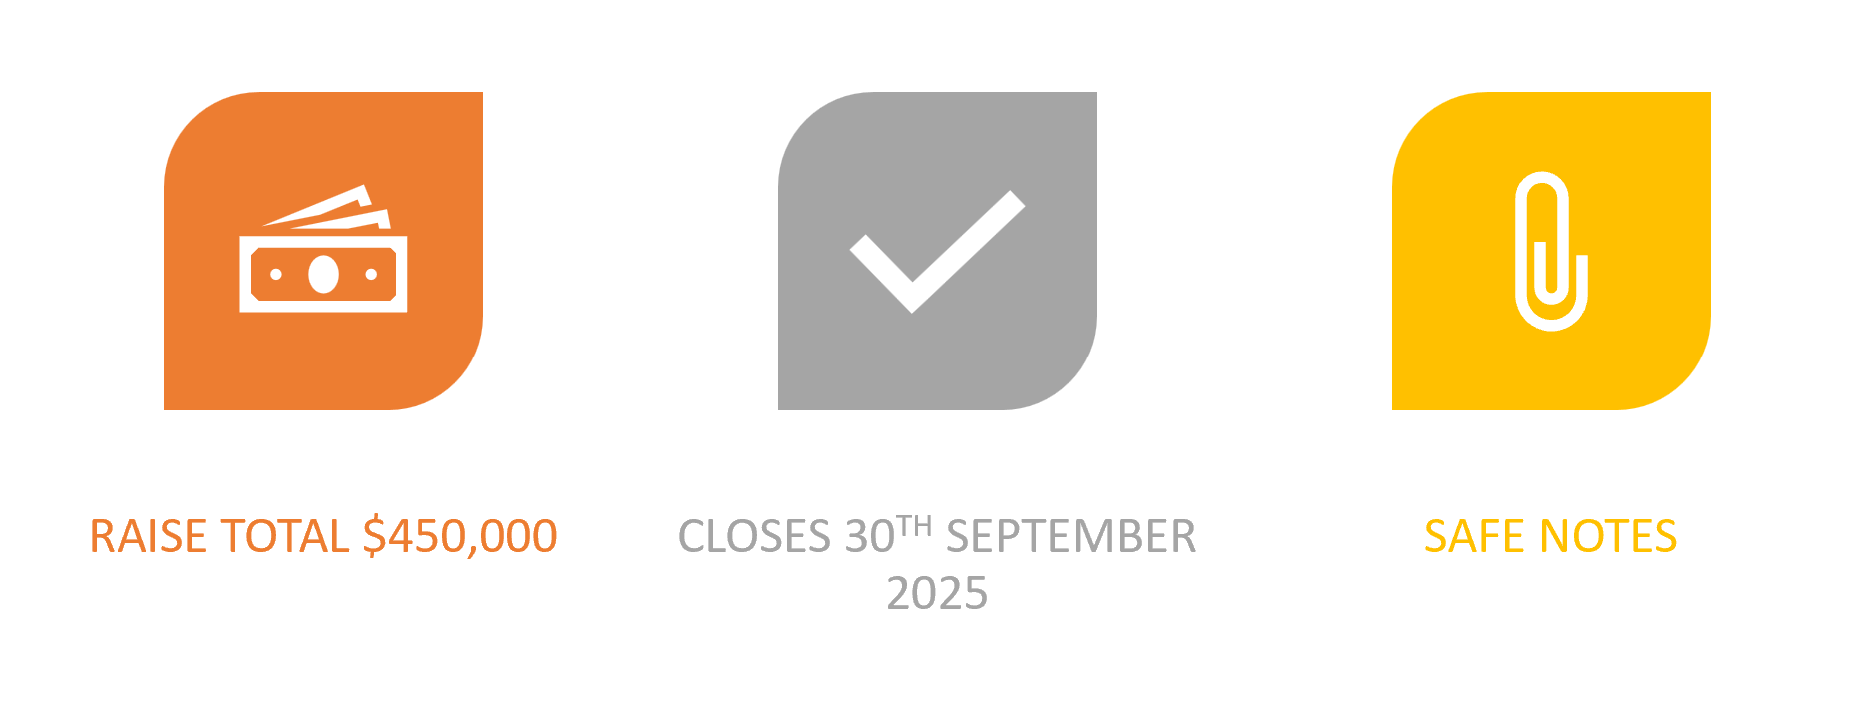 RAISE TOTAL $450,000
CLOSES 30TH SEPTEMBER
2025
SAFE NOTES